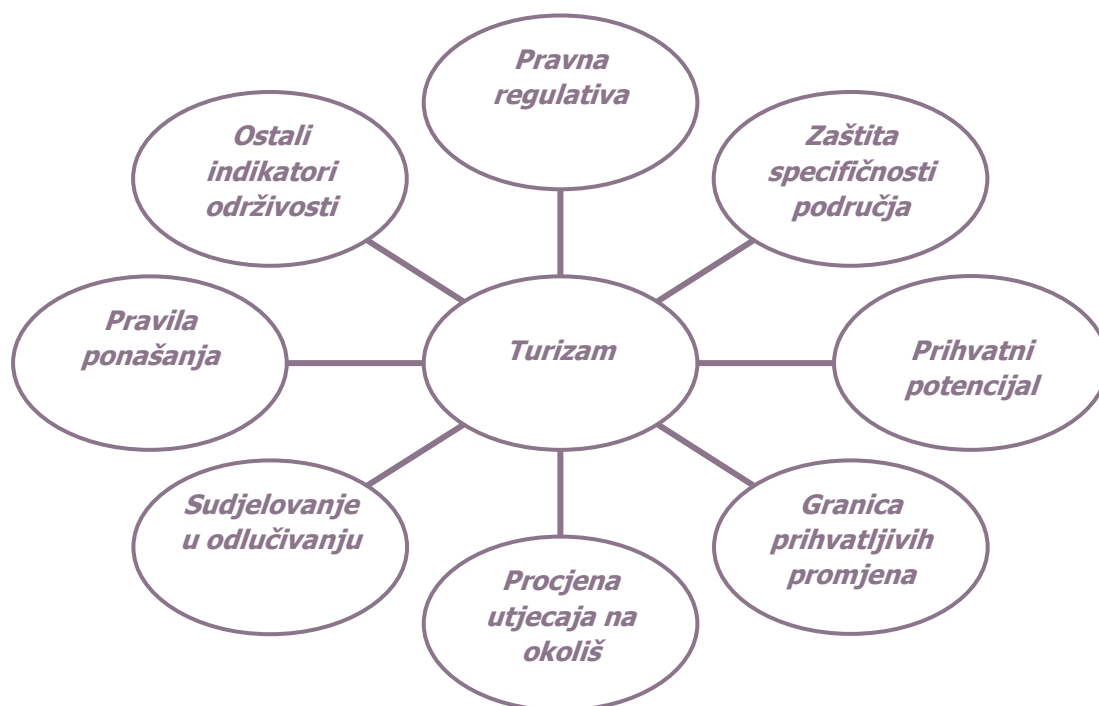 Pravna
regulativa
Zaštita
specifičnosti
područja
Prihvatni
potencijal
Granica
prihvatljivih
promjena
Procjena
utjecaja na
okoliš
Sudjelovanje
u odlučivanju
Pravila
ponašanja
Ostali
indikatori
održivosti
Turizam